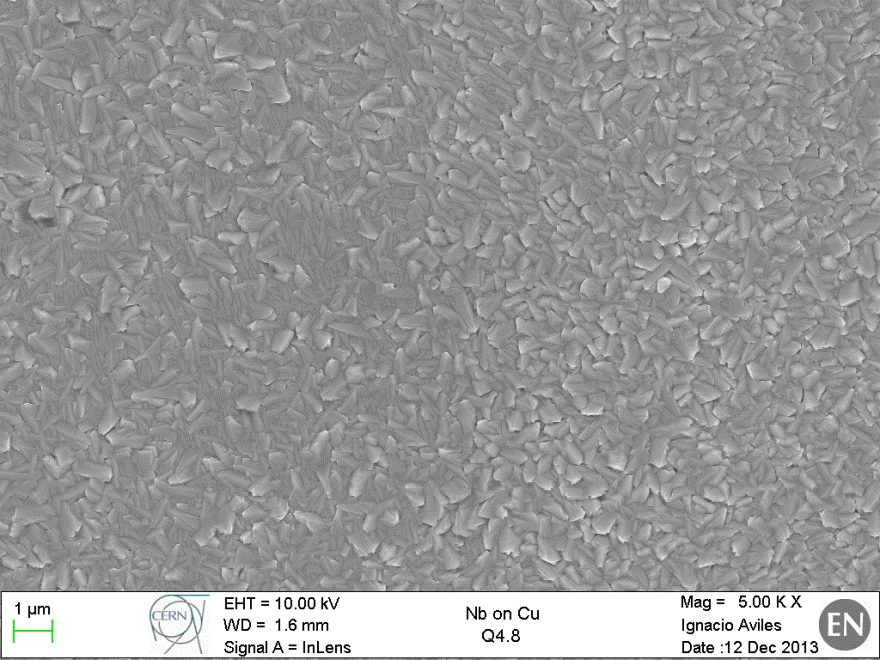 1 µm
CERN
EHT = 10.00 kV
WD = 1.6 mm
Signal A = InLens
Nb on Cu
Q4.8
Mag = 5.00 K X
Ignacio Aviles
Date :12 Dec 2013
EN